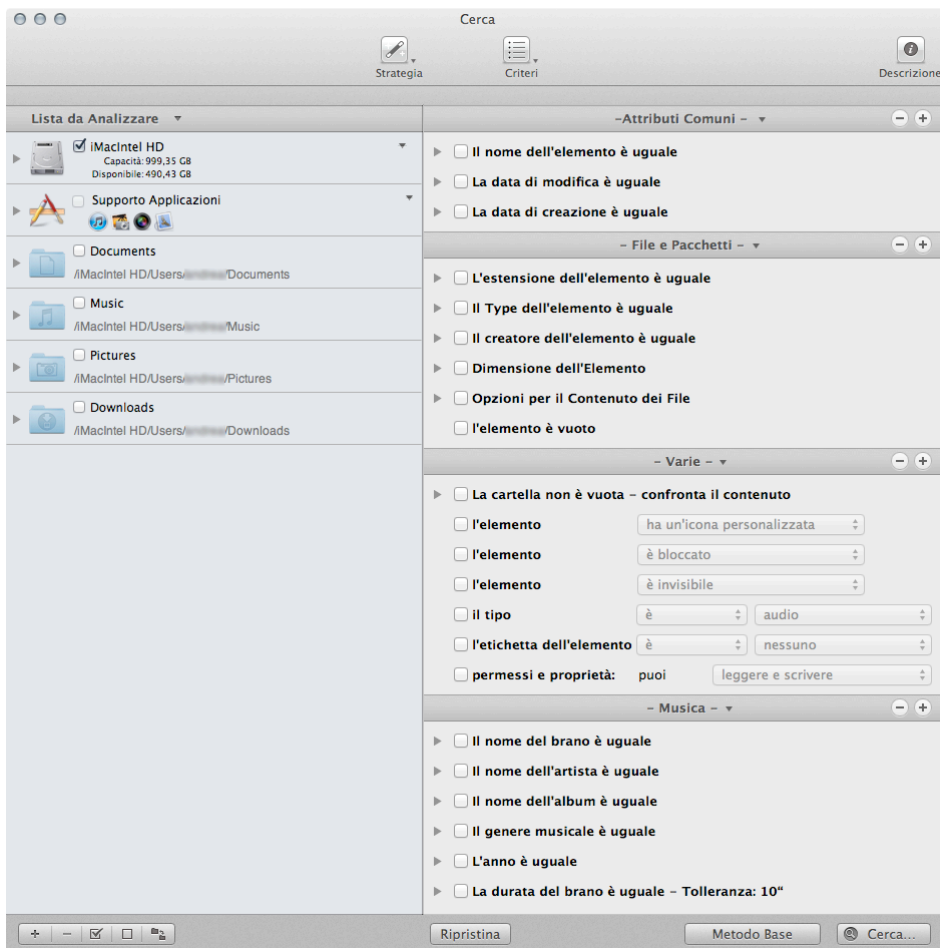 Cerca
Strategia
Criteri
Descrizione
Lista da Analizzare
iMacIntel HD
Capacità: 999,35 GB
Disponibile: 490,43 GB
Supporto Applicazioni
Documents
/iMacIntel HD/Users/ /Documents
Music
/iMacIntel HD/Users/ /Music
Pictures
/iMacIntel HD/Users/ /Pictures
Downloads
/iMacIntel HD/Users/ /Downloads
-Attributi Comuni -
Il nome dell'elemento è uguale
La data di modifica è uguale
La data di creazione è uguale
- File e Pacchetti -
L'estensione dell'elemento è uguale
Il Type dell'elemento è uguale
Il creatore dell'elemento è uguale
Dimensione dell'Elemento
Opzioni per il Contenuto dei File
l'elemento è vuoto
- Varie -
La cartella non è vuota - confronta il contenuto
l'elemento ha un'icona personalizzata
l'elemento è bloccato
l'elemento è invisibile
il tipo è audio
l'etichetta dell'elemento è nessuno
permessi e proprietà: puoi leggere e scrivere
- Musica -
Il nome del brano è uguale
Il nome dell'artista è uguale
Il nome dell'album è uguale
Il genere musicale è uguale
L'anno è uguale
La durata del brano è uguale - Tolleranza: 10“
Ripristina
Metodo Base
Cerca...